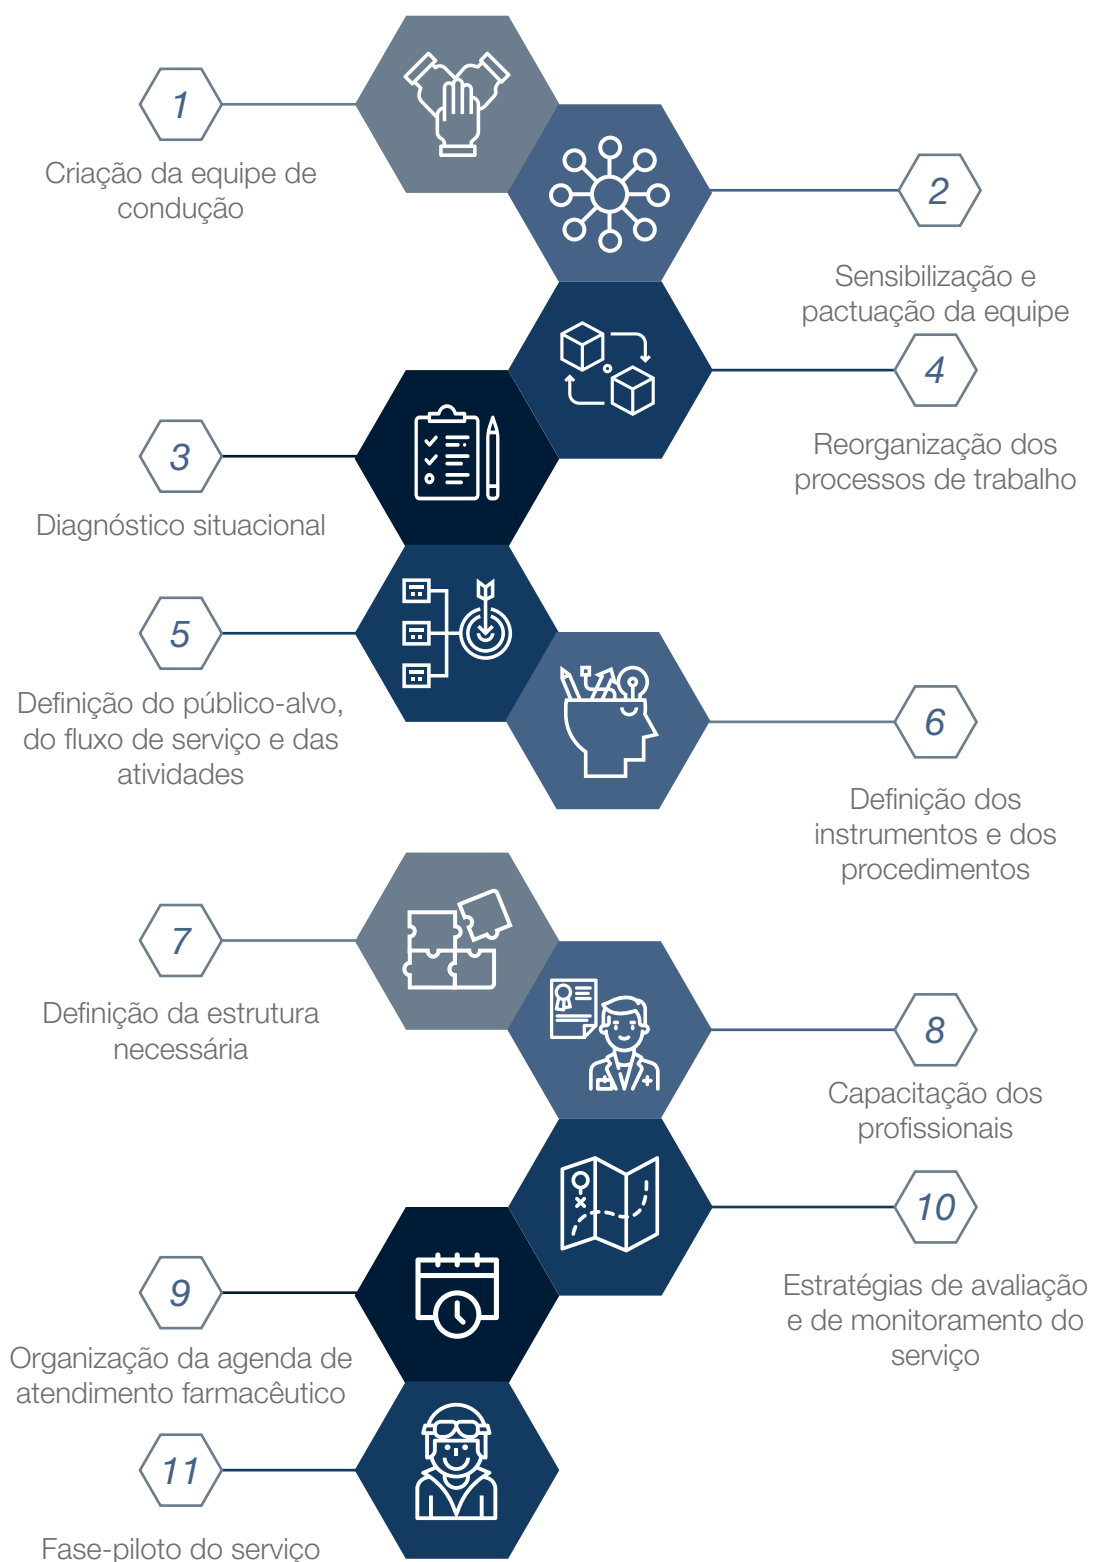 1
Criação da equipe de
condução
2
Sensibilização e
pactuação da equipe
3
Diagnóstico situacional
4
Reorganização dos
processos de trabalho
5
Definição do público-alvo,
do fluxo de serviço e das
atividades
6
Definição dos
instrumentos e dos
procedimentos
7
Definição da estrutura
necessária
8
Capacitação dos
profissionais
9
Organização da agenda de
atendimento farmacêutico
10
Estratégias de avaliação
e de monitoramento do
serviço
11
Fase-piloto do serviço